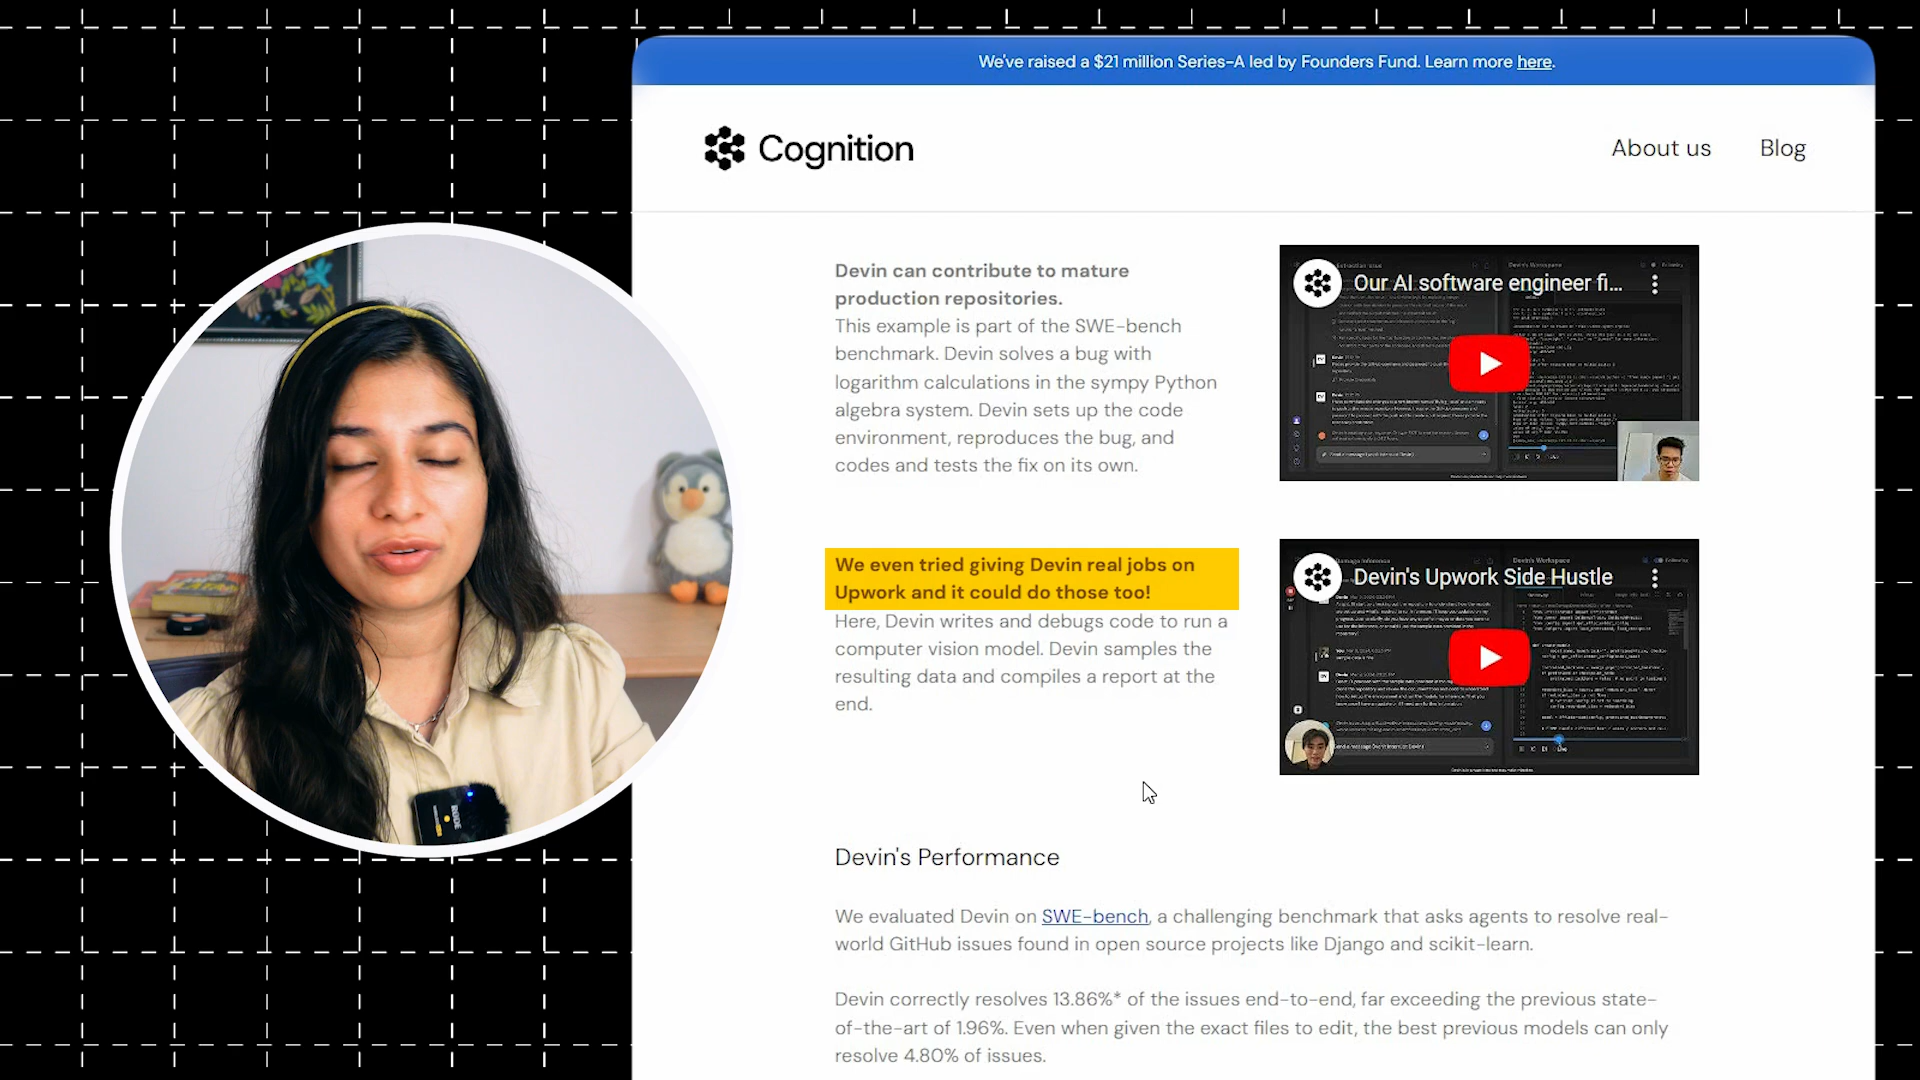 We've raised a $21 million Series-A led by Founders Fund. Learn more here.
Cognition
About us
Blog
Devin can contribute to mature
production repositories.
This example is part of the SWE-bench
benchmark. Devin solves a bug with
logarithm calculations in the sympy Python
algebra system. Devin sets up the code
environment, reproduces the bug, and
codes and tests the fix on its own.
Our AI software engineer fi...
We even tried giving Devin real jobs on
Upwork and it could do those too!
Here, Devin writes and debugs code to run a
computer vision model. Devin samples the
resulting data and compiles a report at the
end.
Devin's Upwork Side Hustle
RODE
Devin's Performance
We evaluated Devin on SWE-bench, a challenging benchmark that asks agents to resolve real-
world GitHub issues found in open source projects like Django and scikit-learn.
Devin correctly resolves 13.86%* of the issues end-to-end, far exceeding the previous state-
of-the-art of 1.96%. Even when given the exact files to edit, the best previous models can only
resolve 4.80% of issues.